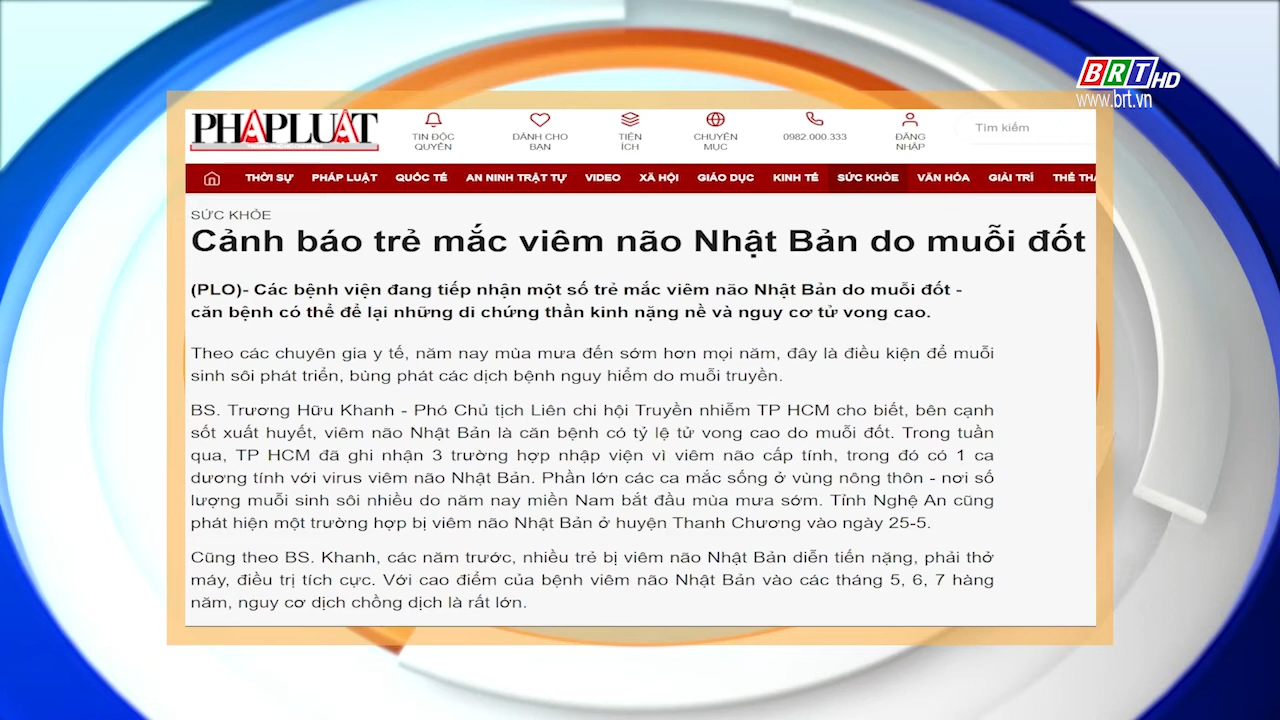 BRT HD
www.brt.vn
PHÁP LUẬT
TIN ĐỘC QUYỀN
DÀNH CHO BẠN
TIỆN ÍCH
CHUYÊN MỤC
0982.000.333
ĐĂNG NHẬP
Tìm kiếm
THỜI SỰ PHÁP LUẬT QUỐC TẾ AN NINH TRẬT TỰ VIDEO XÃ HỘI GIÁO DỤC KINH TẾ SỨC KHỎE VĂN HÓA GIẢI TRÍ THỂ THA
SỨC KHỎE
Cảnh báo trẻ mắc viêm não Nhật Bản do muỗi đốt
(PLO)- Các bệnh viện đang tiếp nhận một số trẻ mắc viêm não Nhật Bản do muỗi đốt -
căn bệnh có thể để lại những di chứng thần kinh nặng nề và nguy cơ tử vong cao.
Theo các chuyên gia y tế, năm nay mùa mưa đến sớm hơn mọi năm, đây là điều kiện để muỗi
sinh sôi phát triển, bùng phát các dịch bệnh nguy hiểm do muỗi truyền.
BS. Trương Hữu Khanh - Phó Chủ tịch Liên chi hội Truyền nhiễm TP HCM cho biết, bên cạnh
sốt xuất huyết, viêm não Nhật Bản là căn bệnh có tỷ lệ tử vong cao do muỗi đốt. Trong tuần
qua, TP HCM đã ghi nhận 3 trường hợp nhập viện vì viêm não cấp tính, trong đó có 1 ca
dương tính với virus viêm não Nhật Bản. Phần lớn các ca mắc sống ở vùng nông thôn - nơi số
lượng muỗi sinh sôi nhiều do năm nay miền Nam bắt đầu mùa mưa sớm. Tỉnh Nghệ An cũng
phát hiện một trường hợp bị viêm não Nhật Bản ở huyện Thanh Chương vào ngày 25-5.
Cũng theo BS. Khanh, các năm trước, nhiều trẻ bị viêm não Nhật Bản diễn tiến nặng, phải thở
máy, điều trị tích cực. Với cao điểm của bệnh viêm não Nhật Bản vào các tháng 5, 6, 7 hàng
năm, nguy cơ dịch chồng dịch là rất lớn.